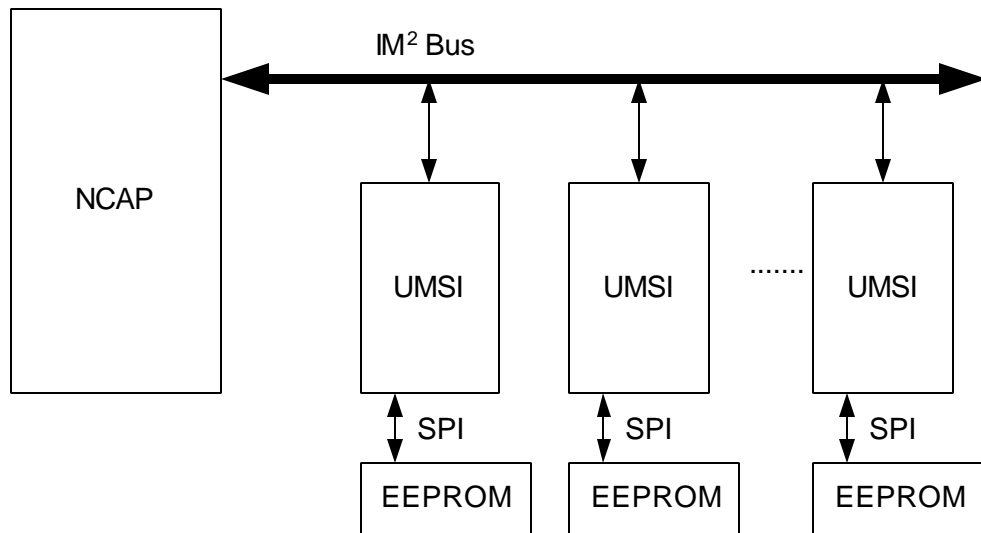 IM² Bus
NCAP
UMSI
UMSI
.......
UMSI
SPI
SPI
SPI
EEPROM
EEPROM
EEPROM